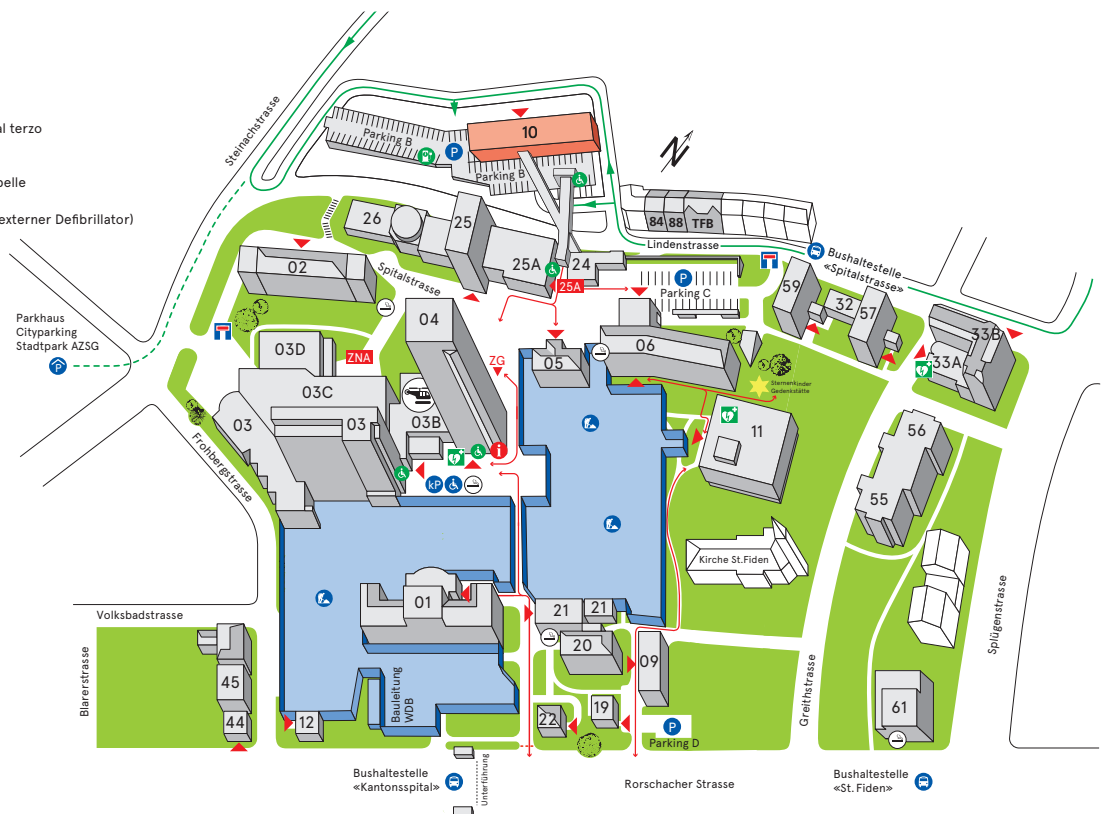 al terzo
pelle
externer Defibrillator)
Steinachstrasse
Parking B
P
10
Parking B
N
84 88 TFB
Lindenstrasse
Bushaltestelle
«Spitalstrasse»
26
25
25A
24
25A
02
Spitalstrasse
P
Parking C
59
32
57
33B
33A
Parkhaus
Cityparking
Stadtpark AZSG
P
04
03D
ZNA
ZG
05
06
Sternenkinder
Gedenkstätte
03C
03
03
03B
i
kP
11
56
55
Frohbergstrasse
Kirche St.Fiden
01
21
21
20
09
Volksbadstrasse
Blarerstrasse
45
44
12
Bauleitung
WDB
22
19
P
Parking D
Greithstrasse
Splügenstrasse
61
Bushaltestelle
«Kantonsspital»
Unterführung
Rorschacher Strasse
Bushaltestelle
«St. Fiden»